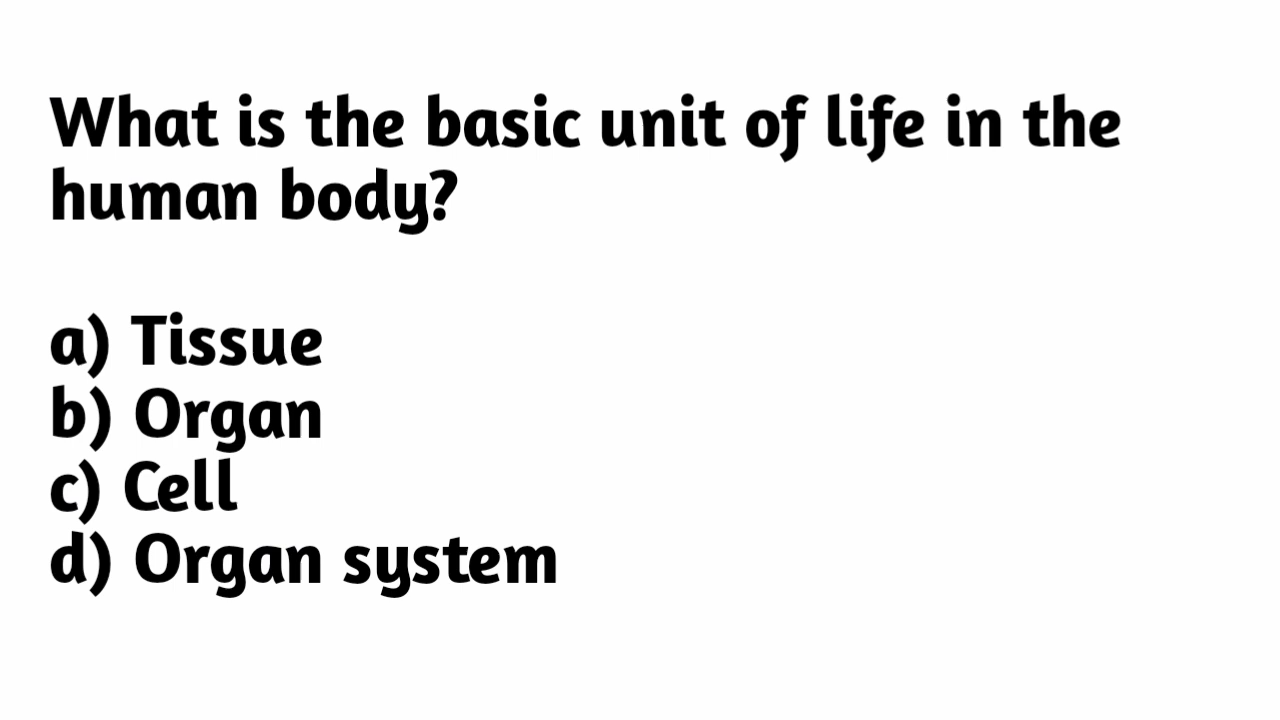 What is the basic unit of life in the
human body?
a) Tissue
b) Organ
c) Cell
d) Organ system